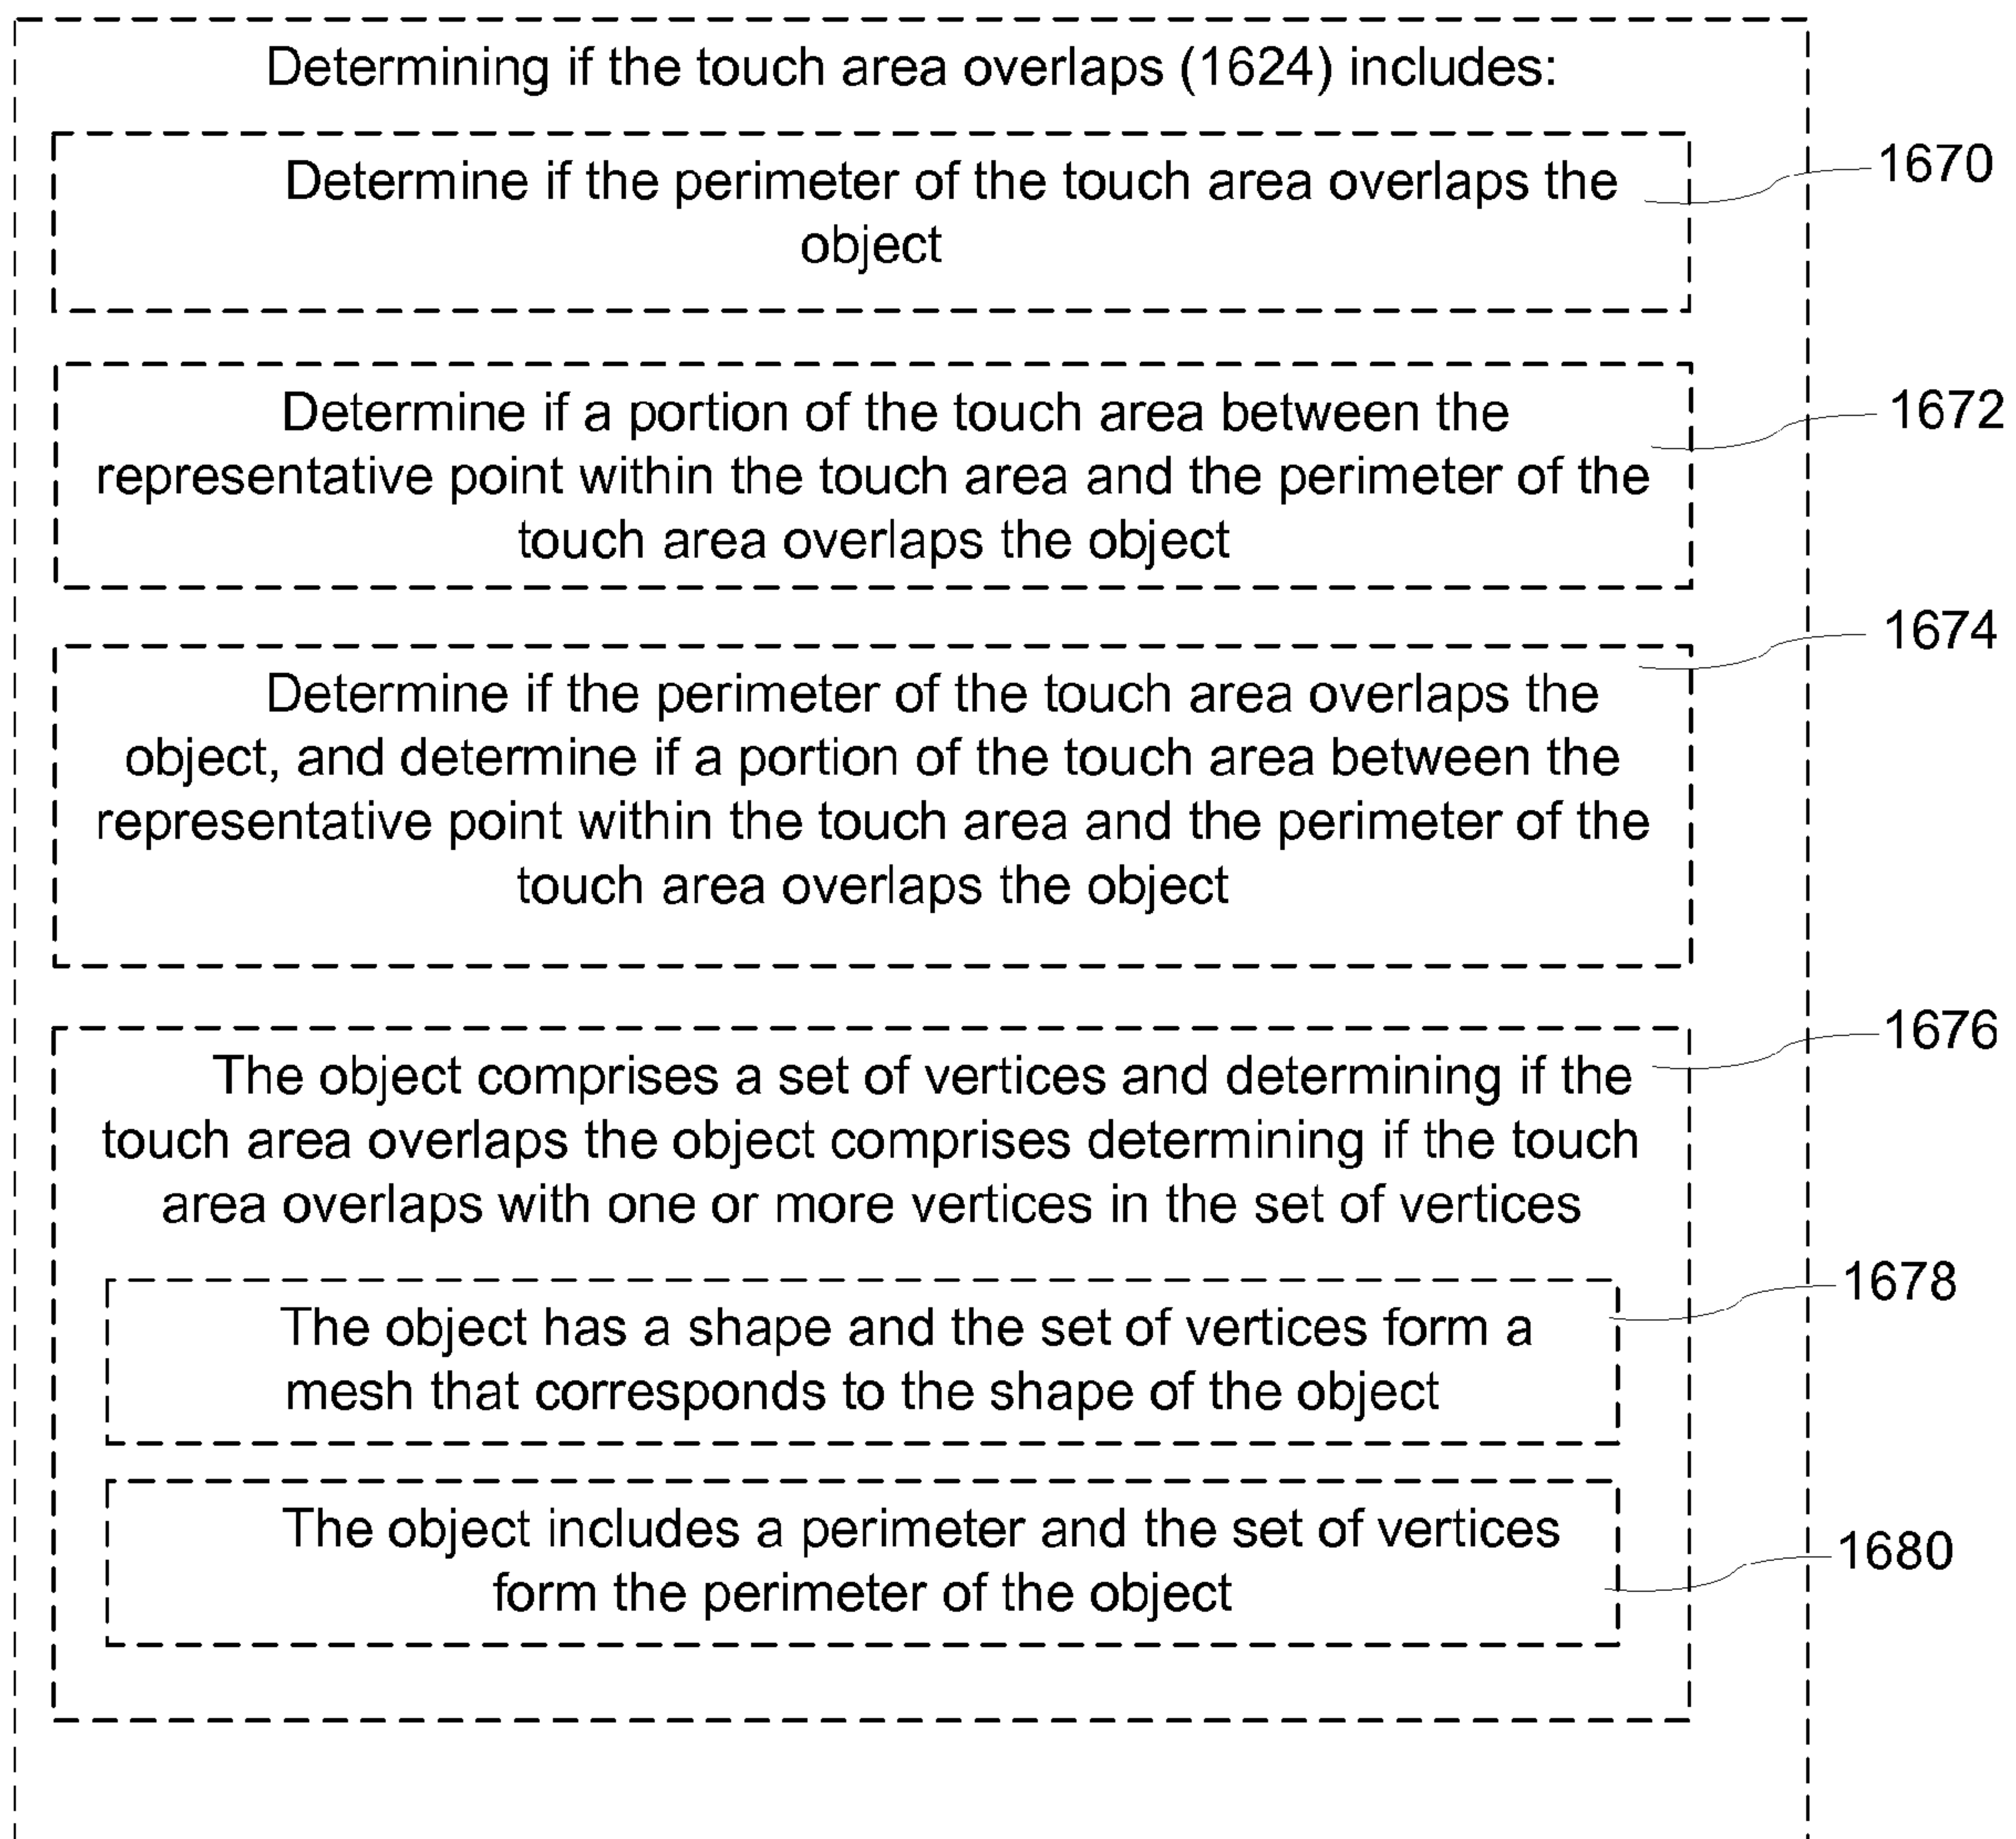 Determining if the touch area overlaps (1624) includes:
Determine if the perimeter of the touch area overlaps the
object
1670
Determine if a portion of the touch area between the
representative point within the touch area and the perimeter of the
touch area overlaps the object
1672
1674
Determine if the perimeter of the touch area overlaps the
object, and determine if a portion of the touch area between the
representative point within the touch area and the perimeter of the
touch area overlaps the object
1676
The object comprises a set of vertices and determining if the
touch area overlaps the object comprises determining if the touch
area overlaps with one or more vertices in the set of vertices
1678
The object has a shape and the set of vertices form a
mesh that corresponds to the shape of the object
The object includes a perimeter and the set of vertices
form the perimeter of the object
1680